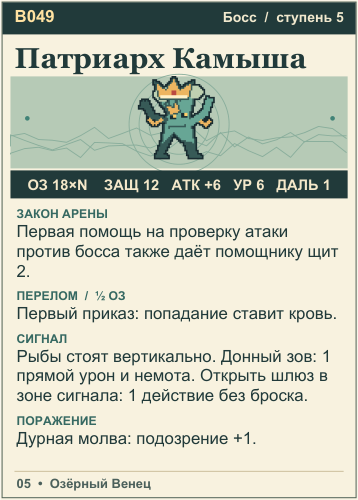 B049 Босс / ступень 5
Патриарх Камыша
ОЗ 18×N ЗАЩ 12 АТК +6 УР 6 ДАЛЬ 1
ЗАКОН АРЕНЫ
Первая помощь на проверку атаки
против босса также даёт помощнику щит
2.
ПЕРЕЛОМ / ½ ОЗ
Первый приказ: попадание ставит кровь.
СИГНАЛ
Рыбы стоят вертикально. Донный зов: 1
прямой урон и немота. Открыть шлюз в
зоне сигнала: 1 действие без броска.
ПОРАЖЕНИЕ
Дурная молва: подозрение +1.
05 • Озёрный Венец